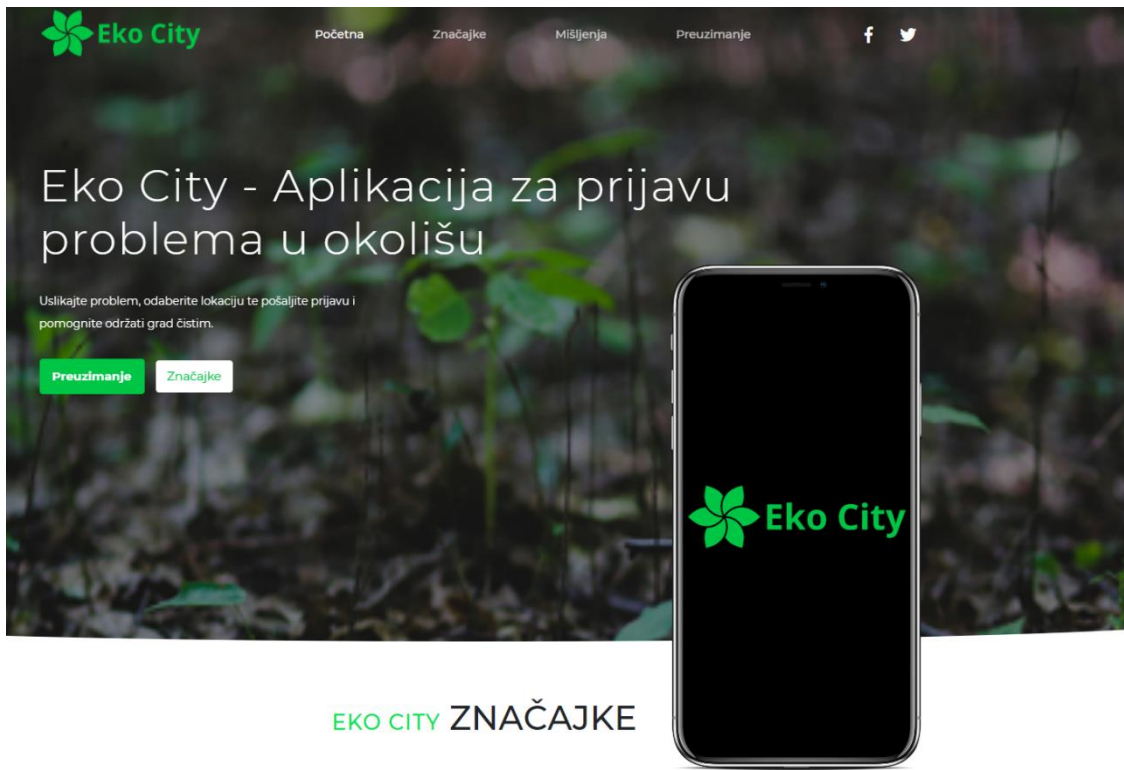 Eko City
Početna
Značajke
Mišljenja
Preuzimanje
Eko City - Aplikacija za prijavu
problema u okolišu
Uslikajte problem, odaberite lokaciju te pošaljite prijavu i
pomognite održati grad čistim.
Preuzimanje
Značajke
Eko City
EKO CITY ZNAČAJKE